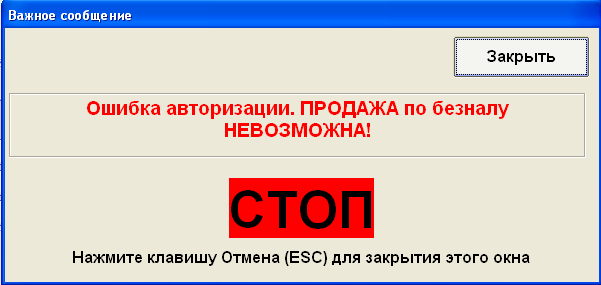 Важное сообщение
Закрыть
Ошибка авторизации. ПРОДАЖА по безналу
НЕВОЗМОЖНА!
СТОП
Нажмите клавишу Отмена (ESC) для закрытия этого окна